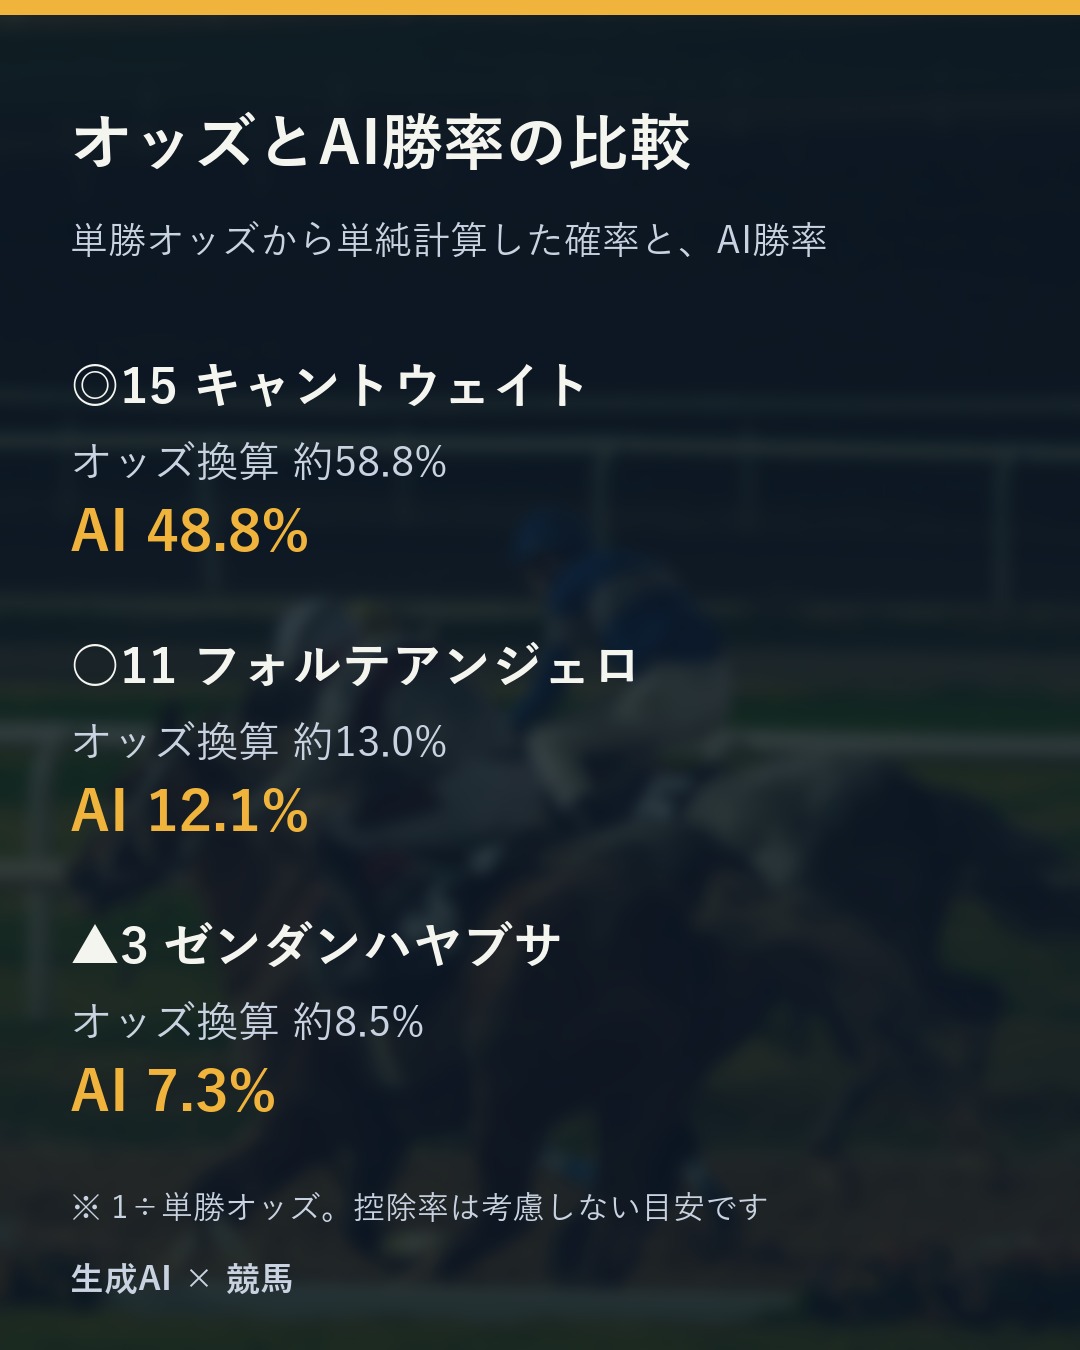 オッズとAI勝率の比較
単勝オッズから単純計算した確率と、AI勝率
◎15 キャントウェイト
オッズ換算 約58.8%
AI 48.8%
○11 フォルテアンジェロ
オッズ換算 約13.0%
AI 12.1%
▲3 ゼンダンハヤブサ
オッズ換算 約8.5%
AI 7.3%
※ 1÷単勝オッズ。控除率は考慮しない目安です
生成AI × 競馬